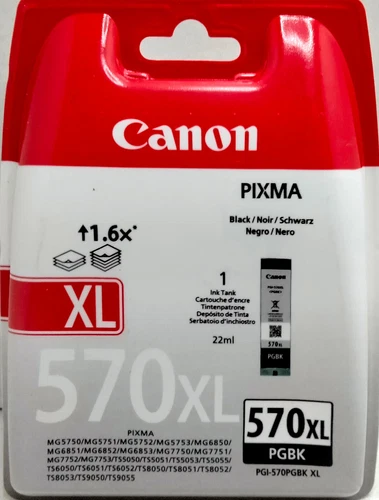 Canon
PIXMA
Black / Noir / Schwarz
Negro / Nero
↑1.6x*
XL
1
Ink Tank
Cartouche d'encre
Tintenpatrone
Depósito de Tinta
Serbatoio d'inchiostro
22ml
Canon
570XL
PGBK
570XL
PIXMA
MG5750/MG5751/MG5752/MG5753/MG6850/
MG6851/MG6852/MG6853/MG7750/MG7751/
MG7752/MG7753/TS5050/TS5051/TS5053/TS5055/
TS6050/TS6051/TS6052/TS8050/TS8051/TS8052/
TS8053/TS9050/TS9055
570XL
PGBK
PGI-570PGBK XL